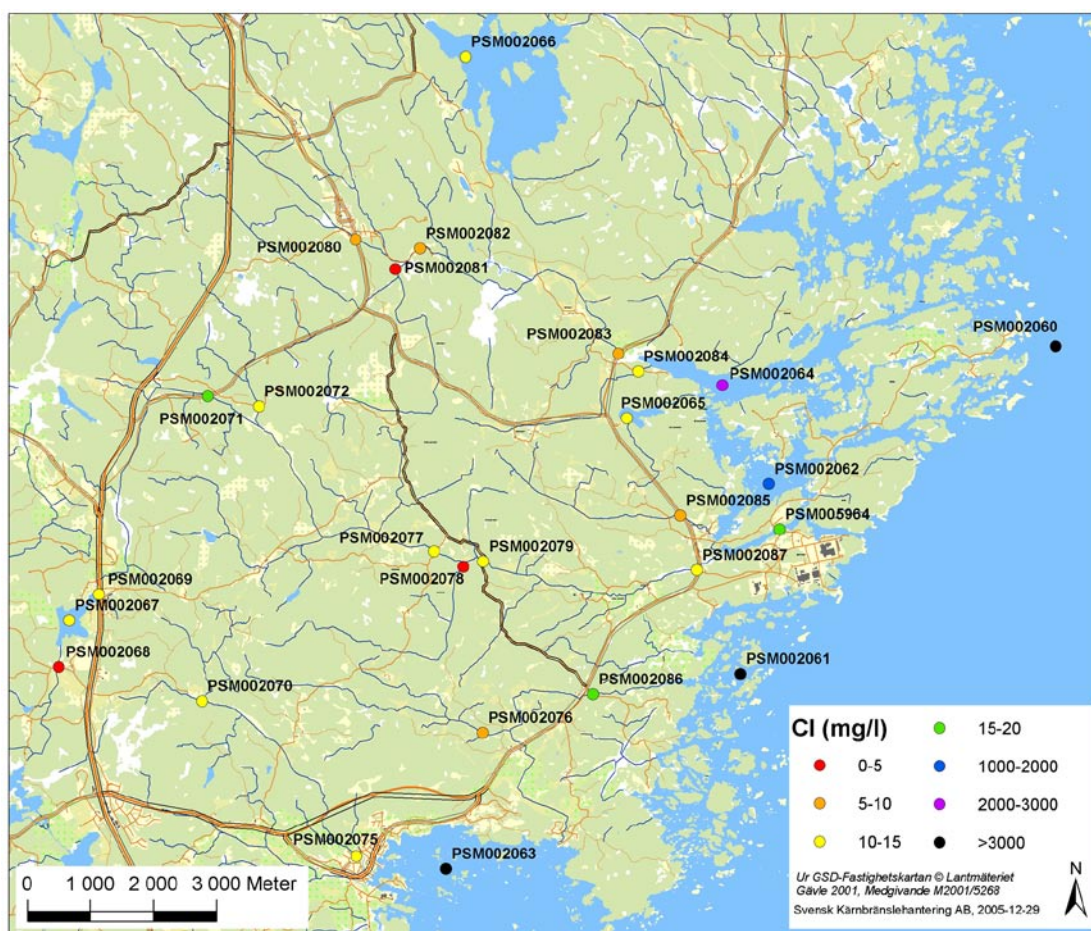 PSM002066
PSM002080
PSM002082
PSM002081
PSM002060
PSM002083
PSM002084
PSM002064
PSM002072
PSM002071
PSM002065
PSM002062
PSM002085
PSM005964
PSM002077
PSM002079
PSM002087
PSM002078
PSM002069
PSM002067
PSM002068
PSM002061
PSM002070
PSM002086
PSM002076
PSM002075
PSM002063
Cl (mg/l)
0-5
5-10
10-15
15-20
1000-2000
2000-3000
>3000
Ur GSD-Fastighetskartan © Lantmäteriet
Gävle 2001, Medgivande M2001/5268
Svensk Kärnbränslehantering AB, 2005-12-29
N
0 1 000 2 000 3 000 Meter